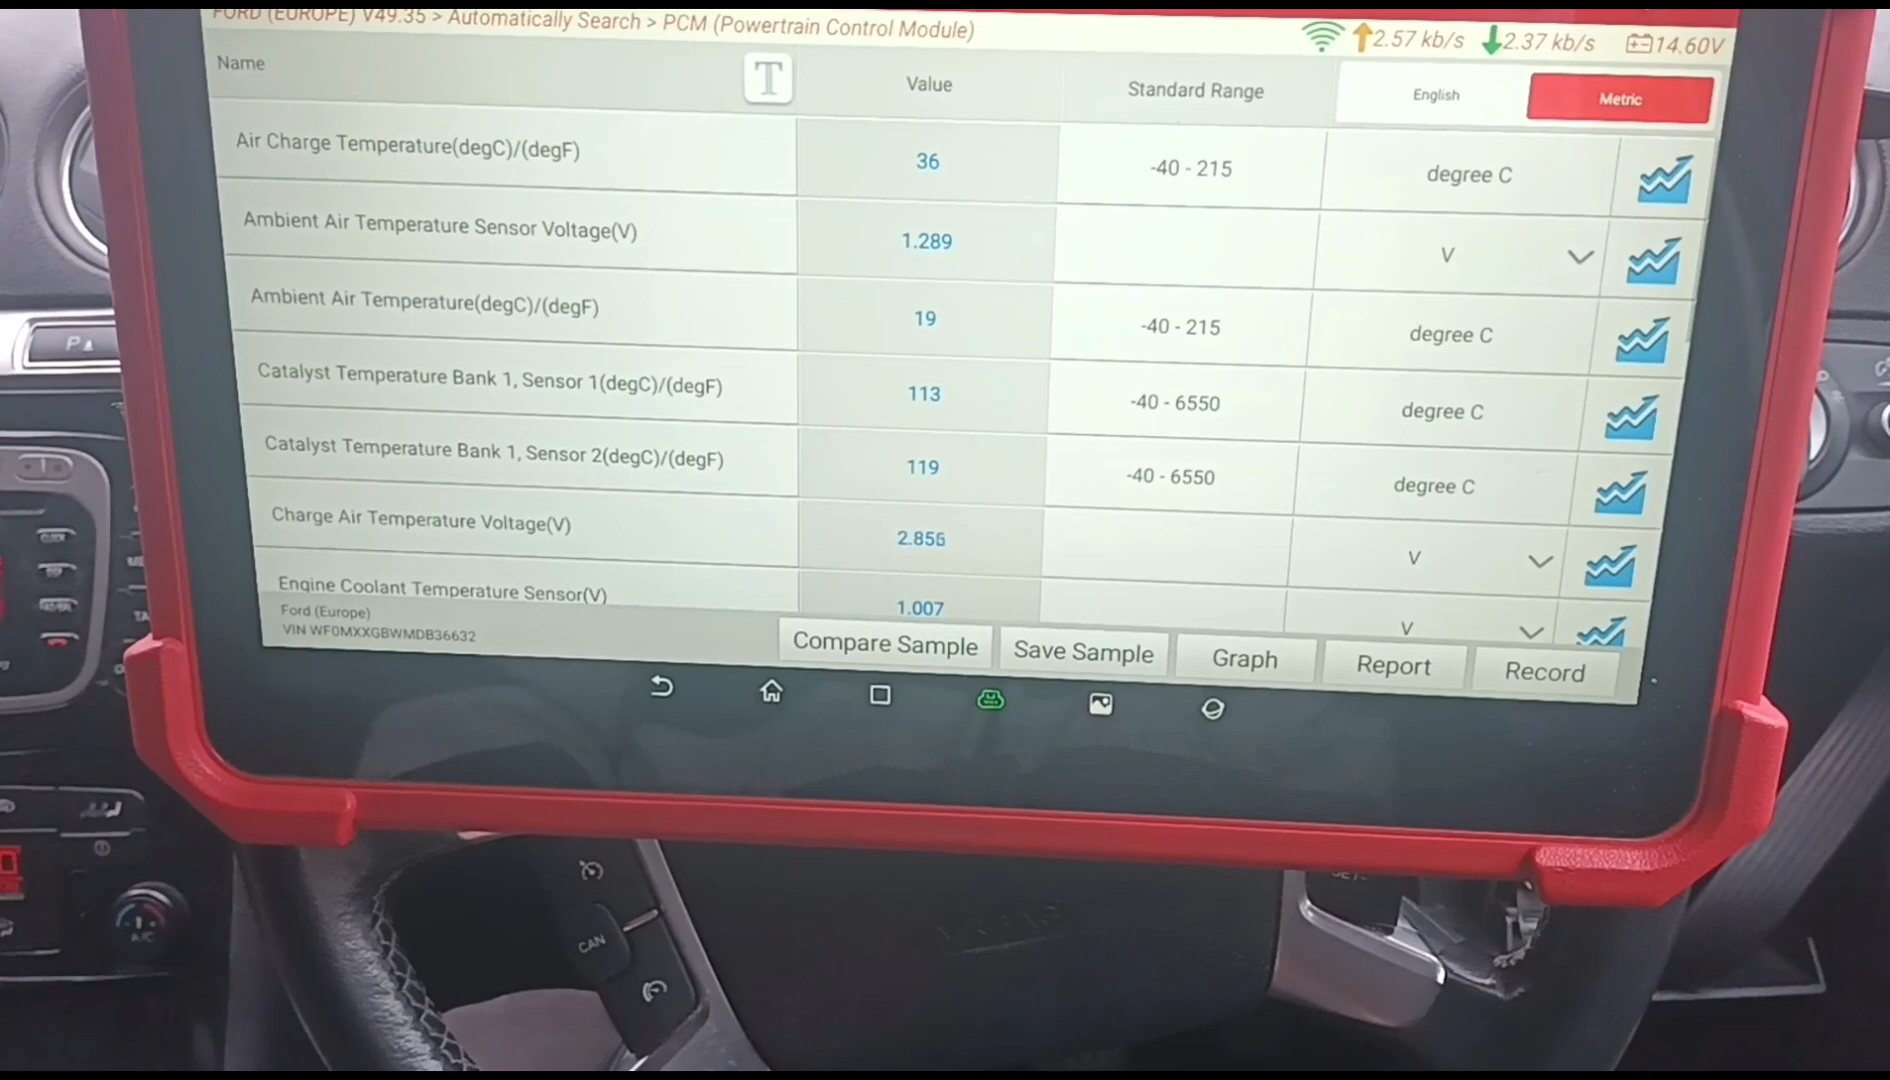 FORD (EUROPE) V49.35 > Automatically Search > PCM (Powertrain Control Module)
2.57 kb/s 2.37 kb/s 14.60V
Name T Value Standard Range English Metric
Air Charge Temperature(degC)/(degF) 36 -40 - 215 degree C
Ambient Air Temperature Sensor Voltage(V) 1.289 V
Ambient Air Temperature(degC)/(degF) 19 -40 - 215 degree C
Catalyst Temperature Bank 1, Sensor 1(degC)/(degF) 113 -40 - 6550 degree C
Catalyst Temperature Bank 1, Sensor 2(degC)/(degF) 119 -40 - 6550 degree C
Charge Air Temperature Voltage(V) 2.856 V
Engine Coolant Temperature Sensor(V) 1.007 V
Ford (Europe)
VIN WF0MXXGBWMDB36632
Compare Sample Save Sample Graph Report Record
P
A/C
CAN